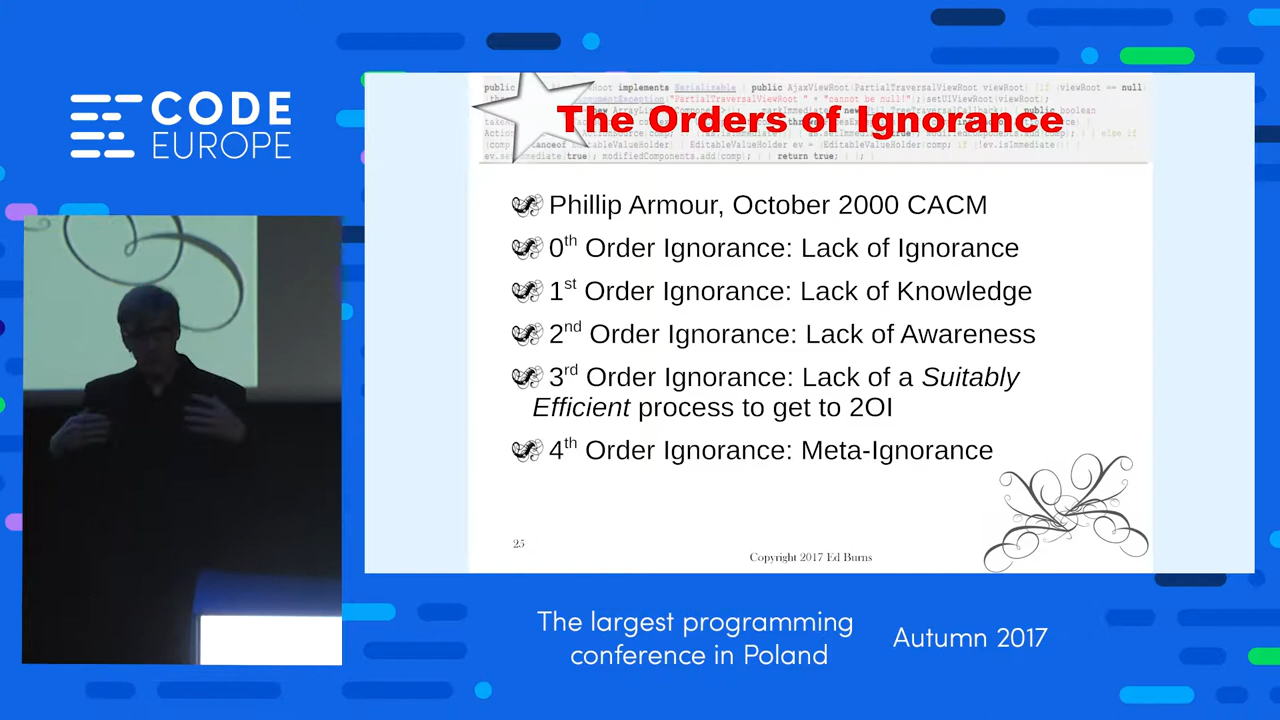 CODE
EUROPE
The Orders of Ignorance
Phillip Armour, October 2000 CACM
0th Order Ignorance: Lack of Ignorance
1st Order Ignorance: Lack of Knowledge
2nd Order Ignorance: Lack of Awareness
3rd Order Ignorance: Lack of a Suitably
Efficient process to get to 2OI
4th Order Ignorance: Meta-Ignorance
25
Copyright 2017 Ed Burns
The largest programming
conference in Poland
Autumn 2017